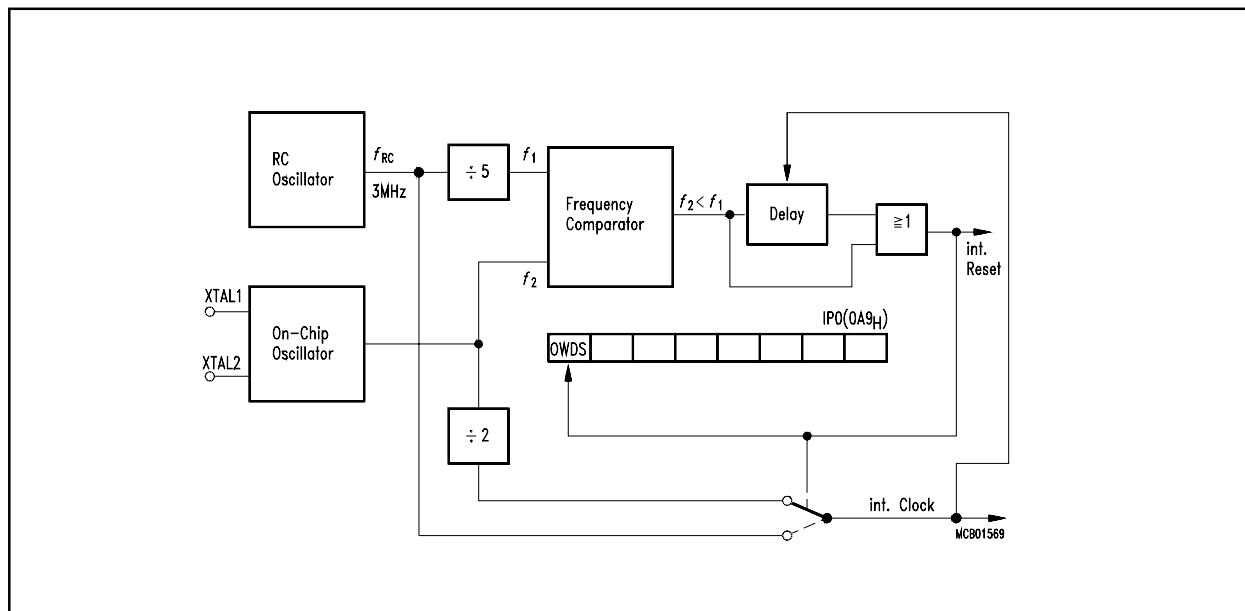 RC
Oscillator
f RC
3MHz
÷ 5
f1
Frequency
Comparator
f2 < f1
Delay
≧1
int.
Reset
f2
XTAL1
On-Chip
Oscillator
XTAL2
IP0(0A9H)
OWDS
÷ 2
int. Clock
MCB01569